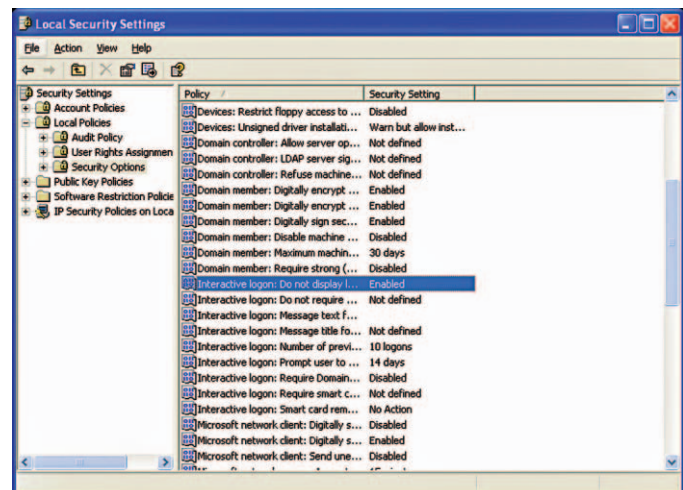 Local Security Settings
File Action View Help
Security Settings
Account Policies
Local Policies
Audit Policy
User Rights Assignmen
Security Options
Public Key Policies
Software Restriction Policie
IP Security Policies on Loca
Policy / Security Setting
Devices: Restrict floppy access to ... Disabled
Devices: Unsigned driver installati... Warn but allow inst...
Domain controller: Allow server op... Not defined
Domain controller: LDAP server sig... Not defined
Domain controller: Refuse machine... Not defined
Domain member: Digitally encrypt ... Enabled
Domain member: Digitally encrypt ... Enabled
Domain member: Digitally sign sec... Enabled
Domain member: Disable machine ... Disabled
Domain member: Maximum machin... 30 days
Domain member: Require strong (... Disabled
Interactive logon: Do not display l... Enabled
Interactive logon: Do not require ... Not defined
Interactive logon: Message text f...
Interactive logon: Message title fo... Not defined
Interactive logon: Number of previ... 10 logons
Interactive logon: Prompt user to ... 14 days
Interactive logon: Require Domain... Disabled
Interactive logon: Require smart c... Not defined
Interactive logon: Smart card rem... No Action
Microsoft network client: Digitally s... Disabled
Microsoft network client: Digitally s... Enabled
Microsoft network client: Send une... Disabled